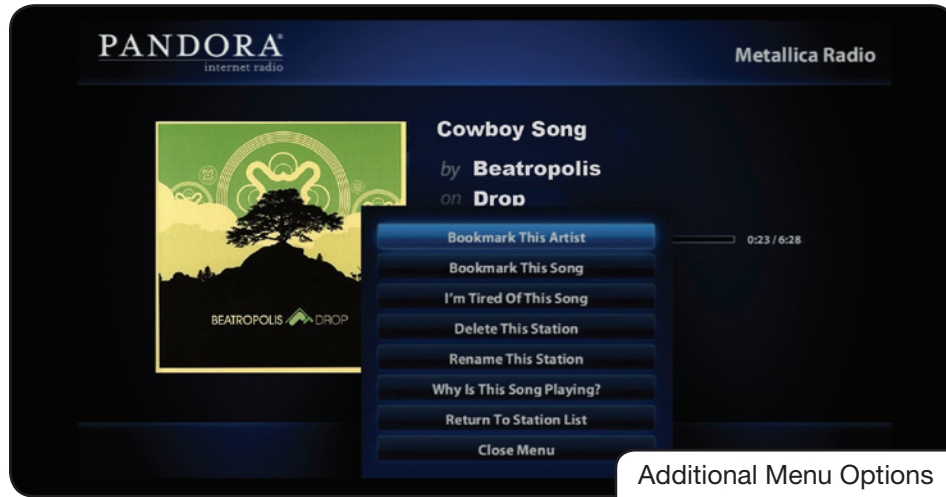 PANDORA®
internet radio
Metallica Radio
Cowboy Song
by Beatropolis
on Drop
0:23 / 6:28
BEATROPOLIS DROP
Bookmark This Artist
Bookmark This Song
I'm Tired Of This Song
Delete This Station
Rename This Station
Why Is This Song Playing?
Return To Station List
Close Menu
Additional Menu Options